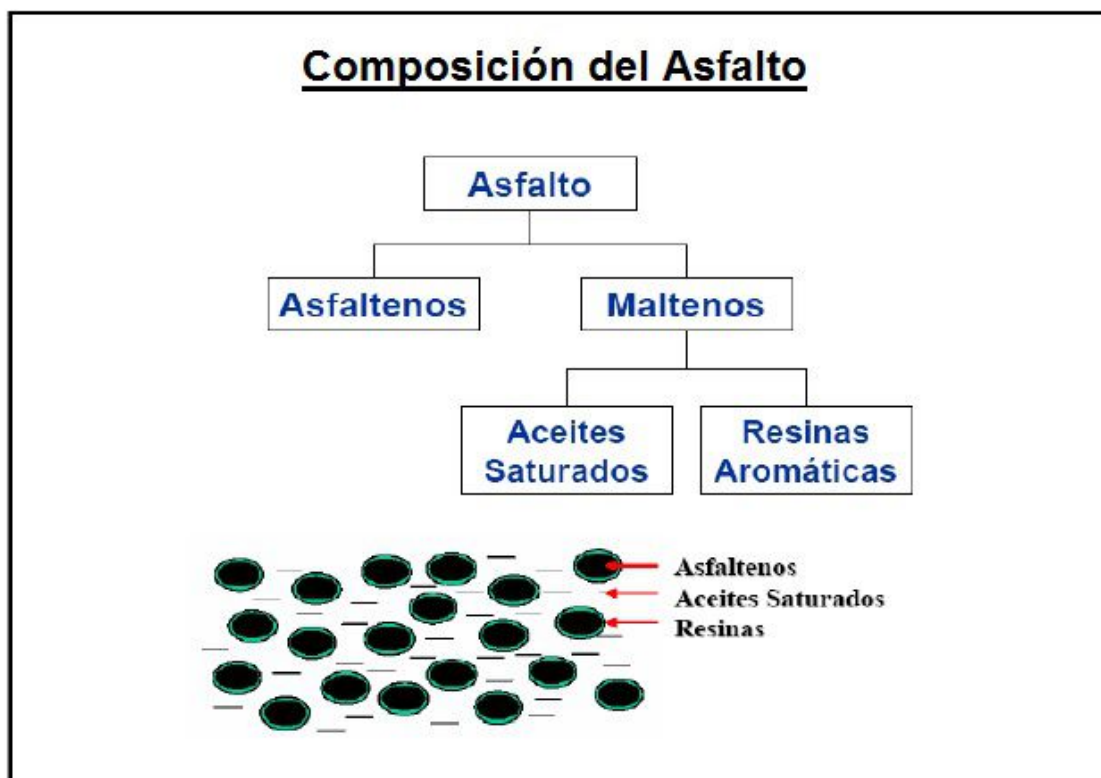 Composición del Asfalto
Asfalto
Asfaltenos
Maltenos
Aceites
Saturados
Resinas
Aromáticas
Asfaltenos
Aceites Saturados
Resinas